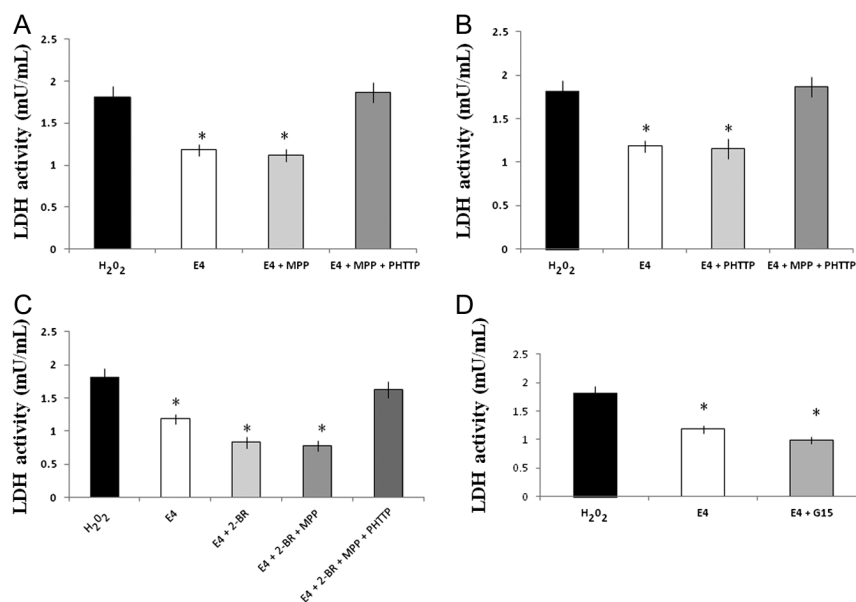 A
LDH activity (mU/mL)
2.5
2
1.5
1
0.5
0
*
*
H₂O₂
E4
E4 + MPP
E4 + MPP + PHTTP
B
LDH activity (mU/mL)
2.5
2
1.5
1
0.5
0
*
*
H₂O₂
E4
E4 + PHTTP
E4 + MPP + PHTTP
C
LDH activity (mU/mL)
2.5
2
1.5
1
0.5
0
*
*
*
H₂O₂
E4
E4 + 2-BR
E4 + 2-BR + MPP
E4 + 2-BR + MPP + PHTTP
D
LDH activity (mU/mL)
2.5
2
1.5
1
0.5
0
*
*
H₂O₂
E4
E4 + G15